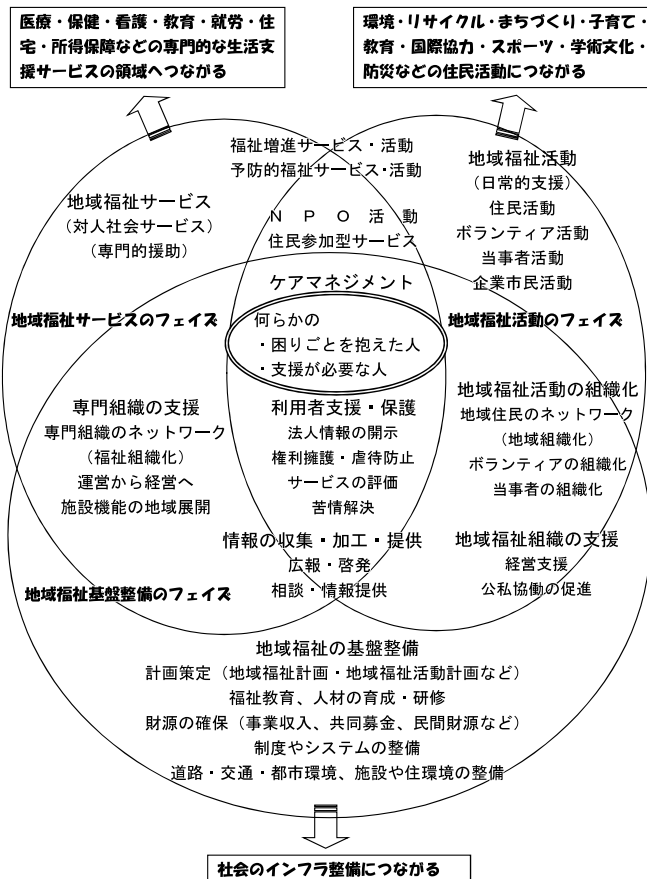 医療・保健・看護・教育・就労・住
宅・所得保障などの専門的な生活支
援サービスの領域へつながる
環境・リサイクル・まちづくり・子育て・
教育・国際協力・スポーツ・学術文化・
防災などの住民活動につながる
福祉増進サービス・活動
予防的福祉サービス・活動
地域福祉サービス
（対人社会サービス）
（専門的援助）
ＮＰＯ活動
住民参加型サービス
地域福祉活動
（日常的支援）
住民活動
ボランティア活動
当事者活動
企業市民活動
ケアマネジメント
地域福祉サービスのフェイズ
何らかの
・困りごとを抱えた人
・支援が必要な人
地域福祉活動のフェイズ
専門組織の支援
専門組織のネットワーク
（福祉組織化）
運営から経営へ
施設機能の地域展開
利用者支援・保護
法人情報の開示
権利擁護・虐待防止
サービスの評価
苦情解決
地域福祉活動の組織化
地域住民のネットワーク
（地域組織化）
ボランティアの組織化
当事者の組織化
情報の収集・加工・提供
広報・啓発
相談・情報提供
地域福祉組織の支援
経営支援
公私協働の促進
地域福祉基盤整備のフェイズ
地域福祉の基盤整備
計画策定（地域福祉計画・地域福祉活動計画など）
福祉教育、人材の育成・研修
財源の確保（事業収入、共同募金、民間財源など）
制度やシステムの整備
道路・交通・都市環境、施設や住環境の整備
社会のインフラ整備につながる